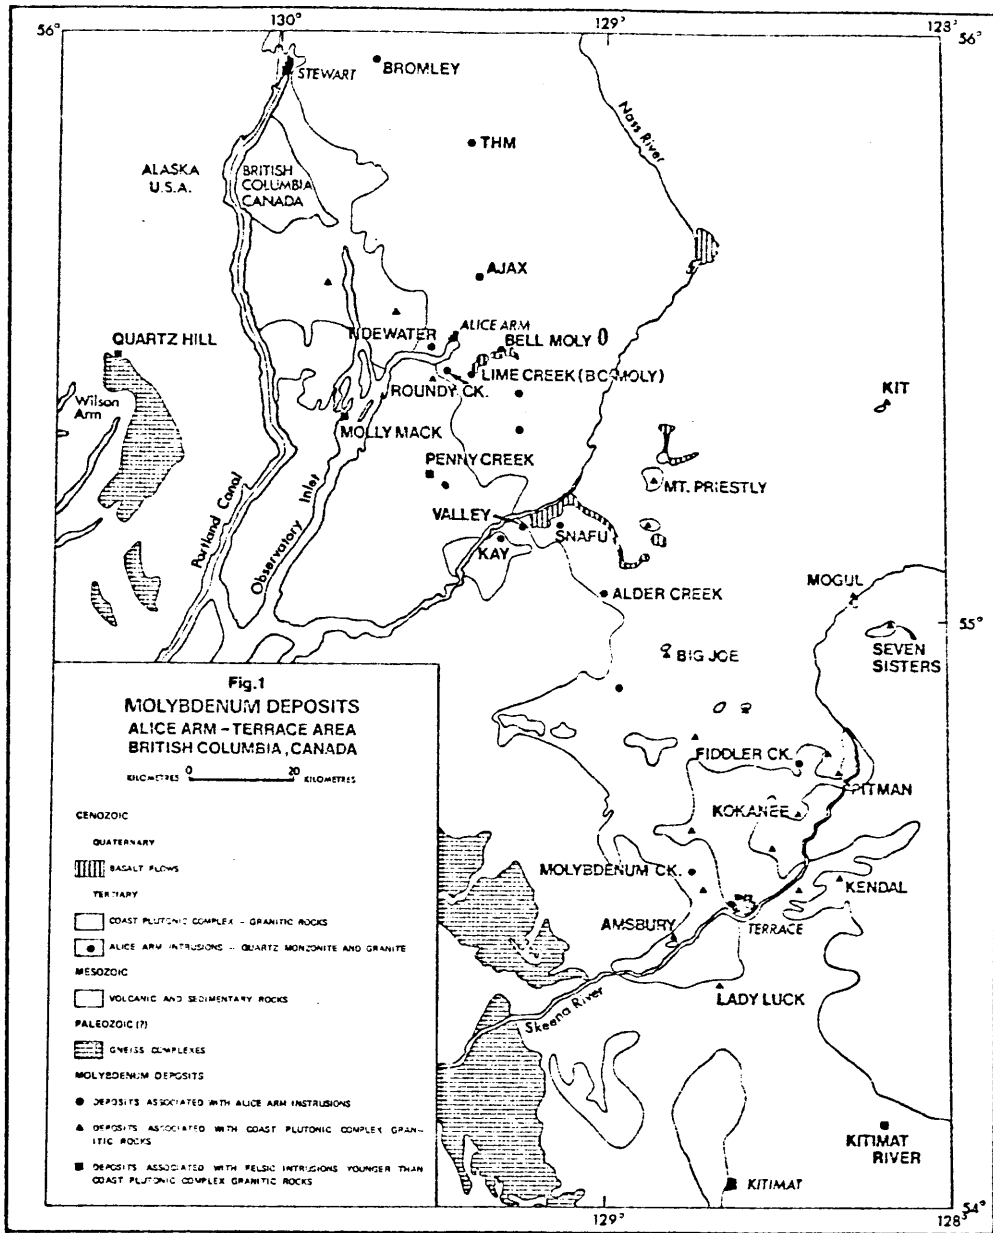 130°
129°
123°
56°
56°
STEWART
BROMLEY
THM
Nass River
ALASKA
U.S.A.
BRITISH
COLUMBIA
CANADA
AJAX
ALICE ARM
TIDEWATER
QUARTZ HILL
BELL MOLY
LIME CREEK (BC MOLY)
ROUNDY CK.
KIT
Wilson
Arm
MOLLY MACK
PENNY CREEK
MT. PRIESTLY
Portland Canal
Observatory Inlet
VALLEY
SNAFU
KAY
MOGUL
ALDER CREEK
55°
SEVEN
SISTERS
BIG JOE
FIDDLER CK.
PITMAN
KOKANEE
MOLYBDENUM CK.
KENDAL
AMSBURY
TERRACE
LADY LUCK
Skeena River
KITIMAT
RIVER
KITIMAT
54°
129°
128°
Fig.1
MOLYBDENUM DEPOSITS
ALICE ARM – TERRACE AREA
BRITISH COLUMBIA, CANADA
KILOMETRES 0 20 KILOMETRES
CENOZOIC
QUATERNARY
BASALT FLOWS
TERTIARY
COAST PLUTONIC COMPLEX – GRANITIC ROCKS
ALICE ARM INTRUSIONS – QUARTZ MONZONITE AND GRANITE
MESOZOIC
VOLCANIC AND SEDIMENTARY ROCKS
PALEOZOIC (?)
GNEISS COMPLEXES
MOLYBDENUM DEPOSITS
DEPOSITS ASSOCIATED WITH ALICE ARM INSTRUSIONS
DEPOSITS ASSOCIATED WITH COAST PLUTONIC COMPLEX GRAN-
ITIC ROCKS
DEPOSITS ASSOCIATED WITH FELSIC INTRUSIONS YOUNGER THAN
COAST PLUTONIC COMPLEX GRANITIC ROCKS